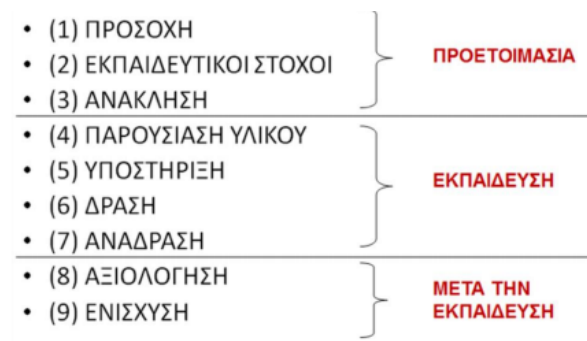 • (1) ΠΡΟΣΟΧΗ
• (2) ΕΚΠΑΙΔΕΥΤΙΚΟΙ ΣΤΟΧΟΙ
• (3) ΑΝΑΚΛΗΣΗ
ΠΡΟΕΤΟΙΜΑΣΙΑ
• (4) ΠΑΡΟΥΣΙΑΣΗ ΥΛΙΚΟΥ
• (5) ΥΠΟΣΤΗΡΙΞΗ
• (6) ΔΡΑΣΗ
• (7) ΑΝΑΔΡΑΣΗ
ΕΚΠΑΙΔΕΥΣΗ
• (8) ΑΞΙΟΛΟΓΗΣΗ
• (9) ΕΝΙΣΧΥΣΗ
ΜΕΤΑ ΤΗΝ
ΕΚΠΑΙΔΕΥΣΗ